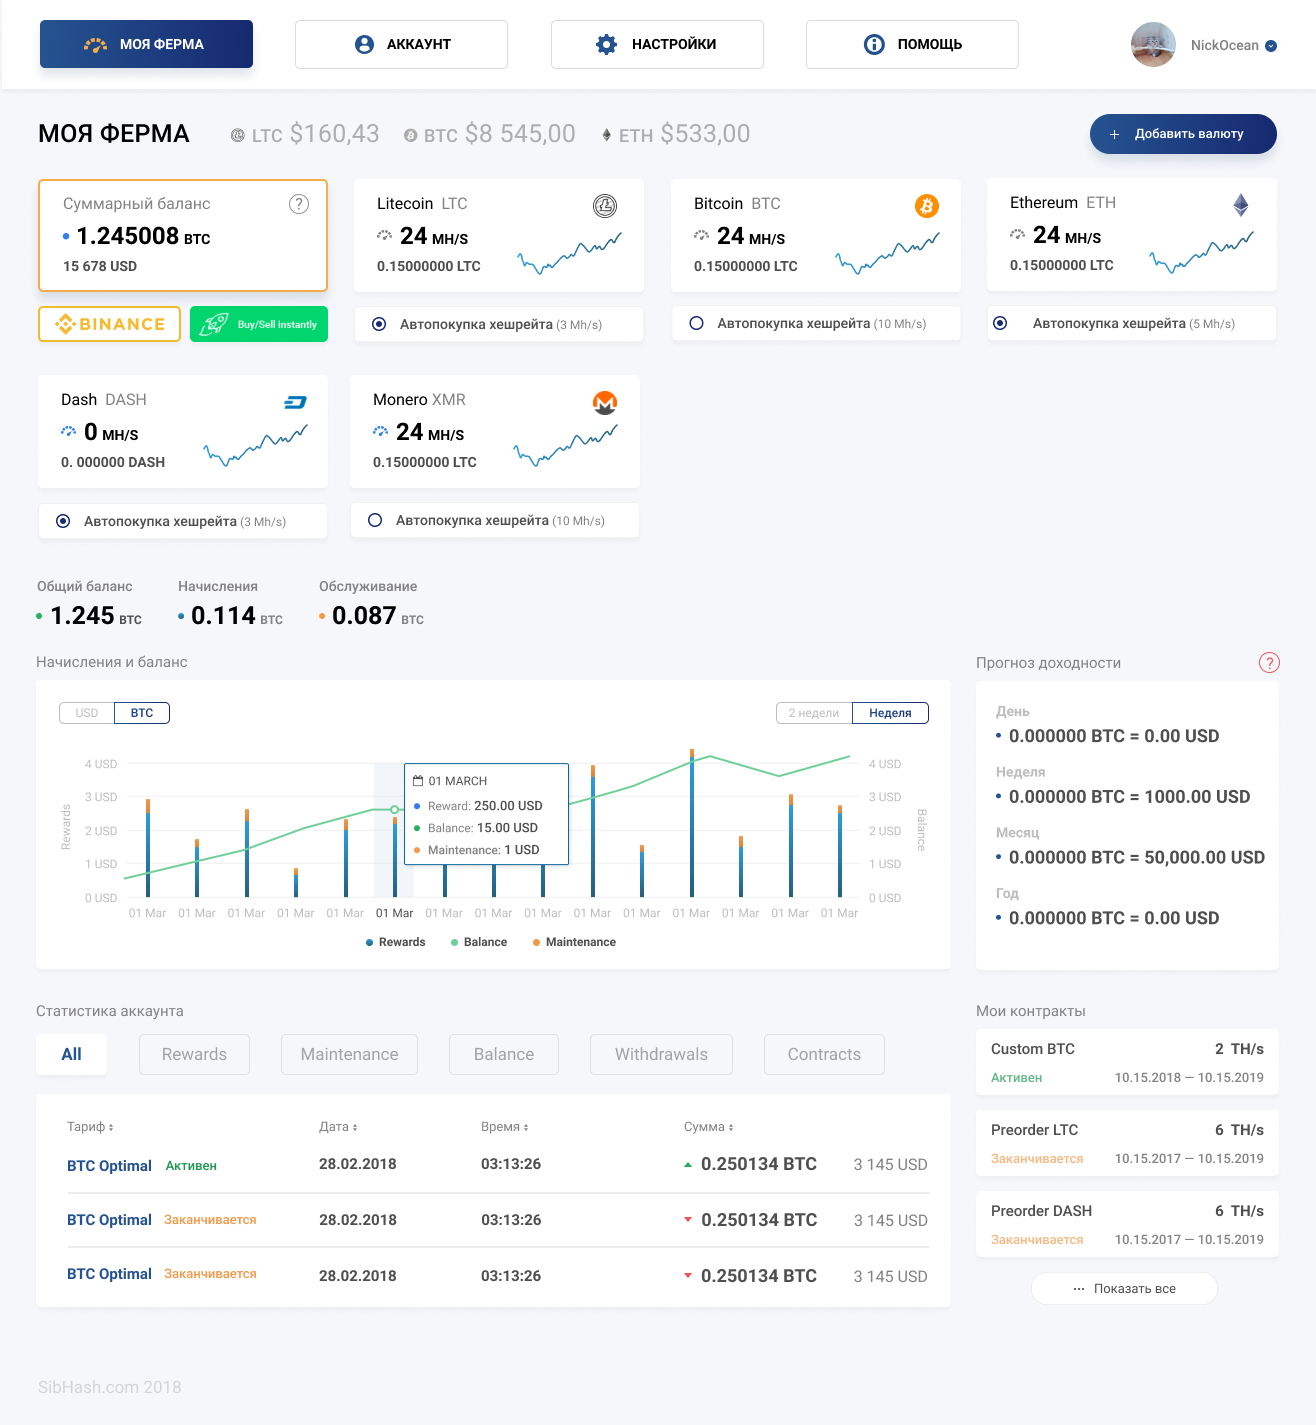 МОЯ ФЕРМА
АККАУНТ
НАСТРОЙКИ
ПОМОЩЬ
NickOcean
МОЯ ФЕРМА
LTC $160,43
BTC $8 545,00
ETH $533,00
+ Добавить валюту
Суммарный баланс ?
1.245008 BTC
15 678 USD
BINANCE
Buy/Sell instantly
Litecoin LTC
24 MH/S
0.15000000 LTC
Автопокупка хешрейта (3 Mh/s)
Bitcoin BTC
24 MH/S
0.15000000 LTC
Автопокупка хешрейта (10 Mh/s)
Ethereum ETH
24 MH/S
0.15000000 LTC
Автопокупка хешрейта (5 Mh/s)
Dash DASH
0 MH/S
0. 000000 DASH
Автопокупка хешрейта (3 Mh/s)
Monero XMR
24 MH/S
0.15000000 LTC
Автопокупка хешрейта (10 Mh/s)
Общий баланс
1.245 BTC
Начисления
0.114 BTC
Обслуживание
0.087 BTC
Начисления и баланс
USD BTC
2 недели Неделя
Rewards
4 USD
3 USD
2 USD
1 USD
0 USD
01 MARCH
Reward: 250.00 USD
Balance: 15.00 USD
Maintenance: 1 USD
4 USD
3 USD
2 USD
1 USD
0 USD
Balance
01 Mar 01 Mar 01 Mar 01 Mar 01 Mar 01 Mar 01 Mar 01 Mar 01 Mar 01 Mar 01 Mar 01 Mar 01 Mar 01 Mar 01 Mar
Rewards Balance Maintenance
Прогноз доходности ?
День
0.000000 BTC = 0.00 USD
Неделя
0.000000 BTC = 1000.00 USD
Месяц
0.000000 BTC = 50,000.00 USD
Год
0.000000 BTC = 0.00 USD
Статистика аккаунта
All Rewards Maintenance Balance Withdrawals Contracts
Тариф Дата Время Сумма
BTC Optimal Активен 28.02.2018 03:13:26 0.250134 BTC 3 145 USD
BTC Optimal Заканчивается 28.02.2018 03:13:26 0.250134 BTC 3 145 USD
BTC Optimal Заканчивается 28.02.2018 03:13:26 0.250134 BTC 3 145 USD
Мои контракты
Custom BTC 2 TH/s
Активен 10.15.2018 — 10.15.2019
Preorder LTC 6 TH/s
Заканчивается 10.15.2017 — 10.15.2019
Preorder DASH 6 TH/s
Заканчивается 10.15.2017 — 10.15.2019
... Показать все
SibHash.com 2018